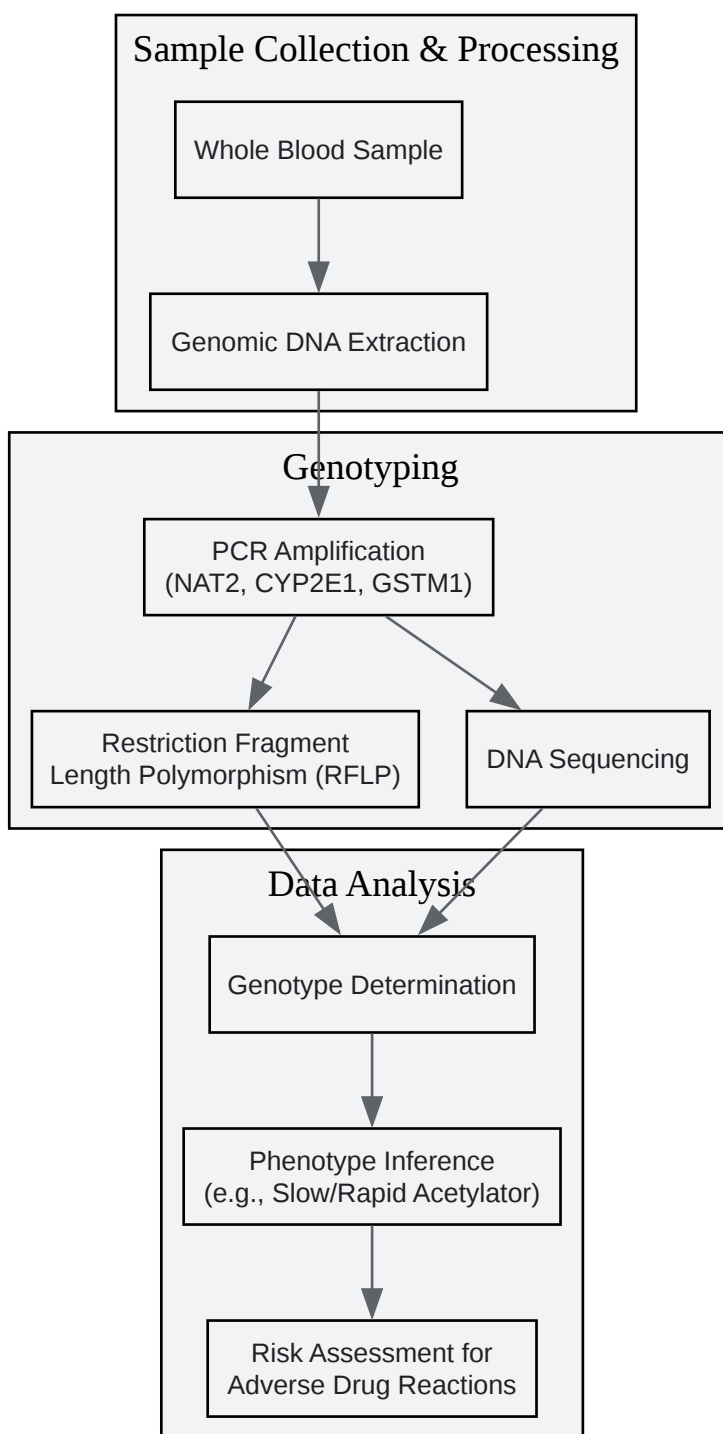 Sample Collection & Processing
Whole Blood Sample
Genomic DNA Extraction
Genotyping
PCR Amplification
(NAT2, CYP2E1, GSTM1)
Restriction Fragment
Length Polymorphism (RFLP)
DNA Sequencing
Data Analysis
Genotype Determination
Phenotype Inference
(e.g., Slow/Rapid Acetylator)
Risk Assessment for
Adverse Drug Reactions